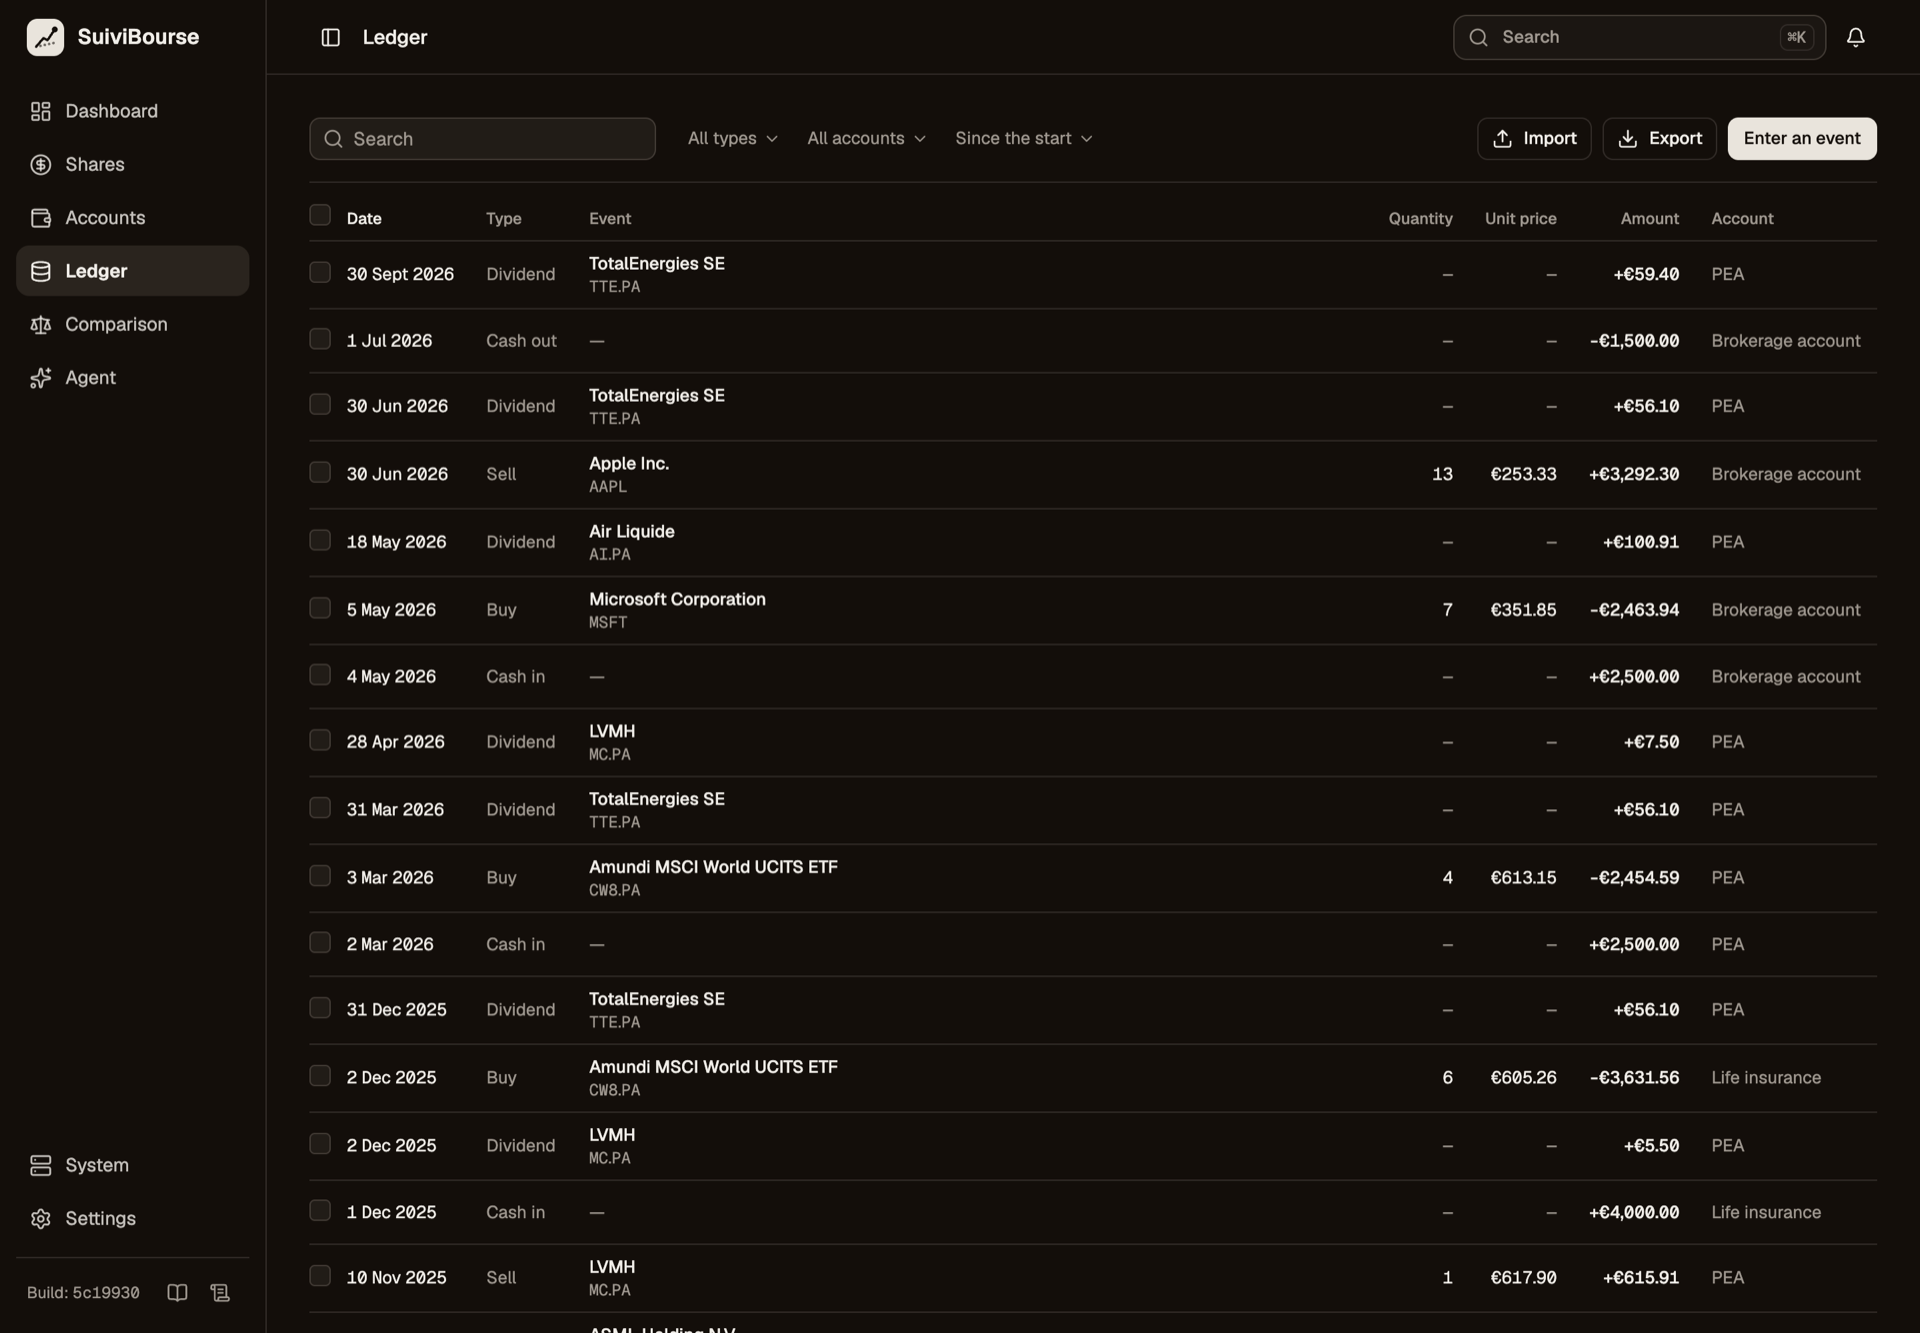 SuiviBourse
Ledger
Search
⌘K
Dashboard
Shares
Accounts
Ledger
Comparison
Agent
System
Settings
Build: 5c19930
Search
All types
All accounts
Since the start
Import
Export
Enter an event
Date Type Event Quantity Unit price Amount Account
30 Sept 2026 Dividend TotalEnergies SE – – +€59.40 PEA
TTE.PA
1 Jul 2026 Cash out — – – -€1,500.00 Brokerage account
30 Jun 2026 Dividend TotalEnergies SE – – +€56.10 PEA
TTE.PA
30 Jun 2026 Sell Apple Inc. 13 €253.33 +€3,292.30 Brokerage account
AAPL
18 May 2026 Dividend Air Liquide – – +€100.91 PEA
AI.PA
5 May 2026 Buy Microsoft Corporation 7 €351.85 -€2,463.94 Brokerage account
MSFT
4 May 2026 Cash in — – – +€2,500.00 Brokerage account
28 Apr 2026 Dividend LVMH – – +€7.50 PEA
MC.PA
31 Mar 2026 Dividend TotalEnergies SE – – +€56.10 PEA
TTE.PA
3 Mar 2026 Buy Amundi MSCI World UCITS ETF 4 €613.15 -€2,454.59 PEA
CW8.PA
2 Mar 2026 Cash in — – – +€2,500.00 PEA
31 Dec 2025 Dividend TotalEnergies SE – – +€56.10 PEA
TTE.PA
2 Dec 2025 Buy Amundi MSCI World UCITS ETF 6 €605.26 -€3,631.56 Life insurance
CW8.PA
2 Dec 2025 Dividend LVMH – – +€5.50 PEA
MC.PA
1 Dec 2025 Cash in — – – +€4,000.00 Life insurance
10 Nov 2025 Sell LVMH 1 €617.90 +€615.91 PEA
MC.PA
ASML Holding N.V.